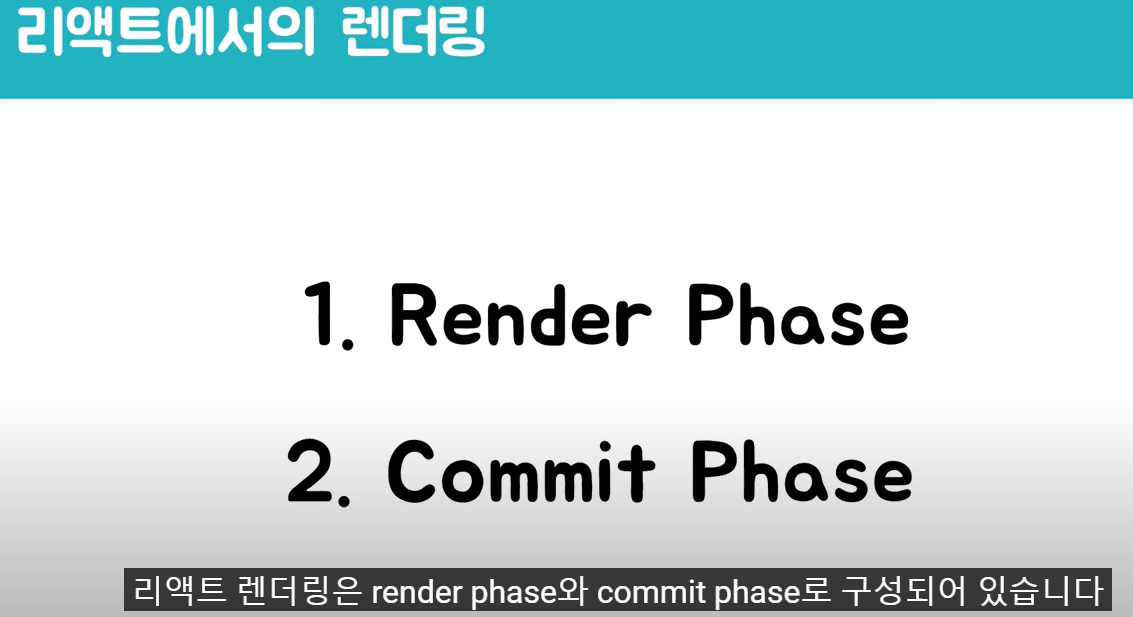 리액트에서의 렌더링
1. Render Phase
2. Commit Phase
리액트 렌더링은 render phase와 commit phase로 구성되어 있습니다